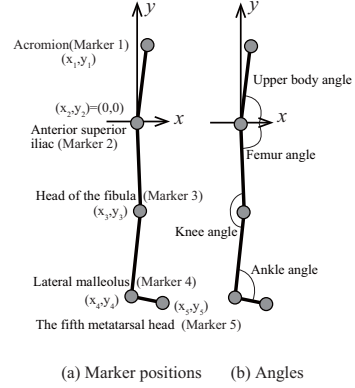 y
Acromion(Marker 1)
(x1,y1)
(x2,y2)=(0,0)
x
Anterior superior
iliac (Marker 2)
Head of the fibula (Marker 3)
(x3,y3)
Lateral malleolus (Marker 4)
(x4,y4)
(x5,y5)
The fifth metatarsal head (Marker 5)
(a) Marker positions
y
Upper body angle
x
Femur angle
Knee angle
Ankle angle
(b) Angles